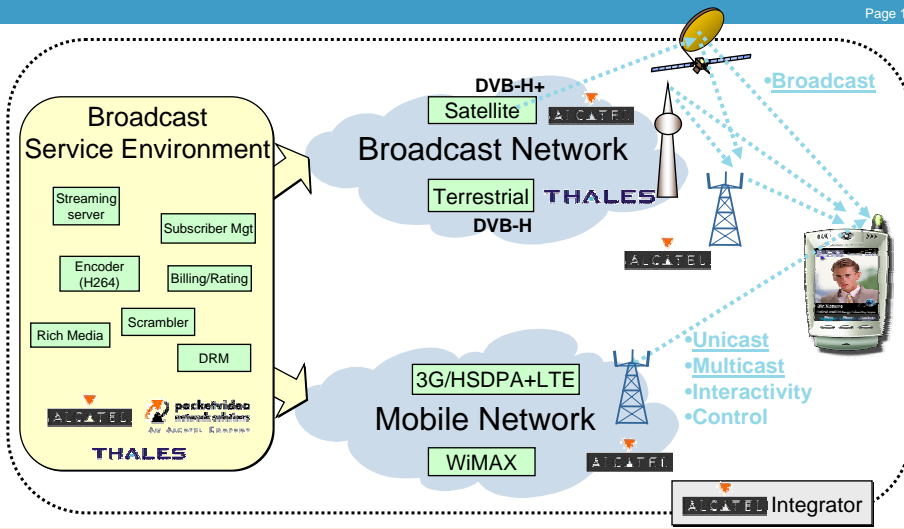 Page 1
Broadcast
Service Environment
Streaming
server
Subscriber Mgt
Encoder
(H264)
Billing/Rating
Rich Media
Scrambler
DRM
ALCATEL
packetvideo
network solutions
AN ALCATEL COMPANY
THALES
DVB-H+
Satellite
ALCATEL
Broadcast Network
Terrestrial
THALES
DVB-H
•Broadcast
ALCATEL
3G/HSDPA+LTE
Mobile Network
WiMAX
ALCATEL
•Unicast
•Multicast
•Interactivity
•Control
ALCATEL Integrator